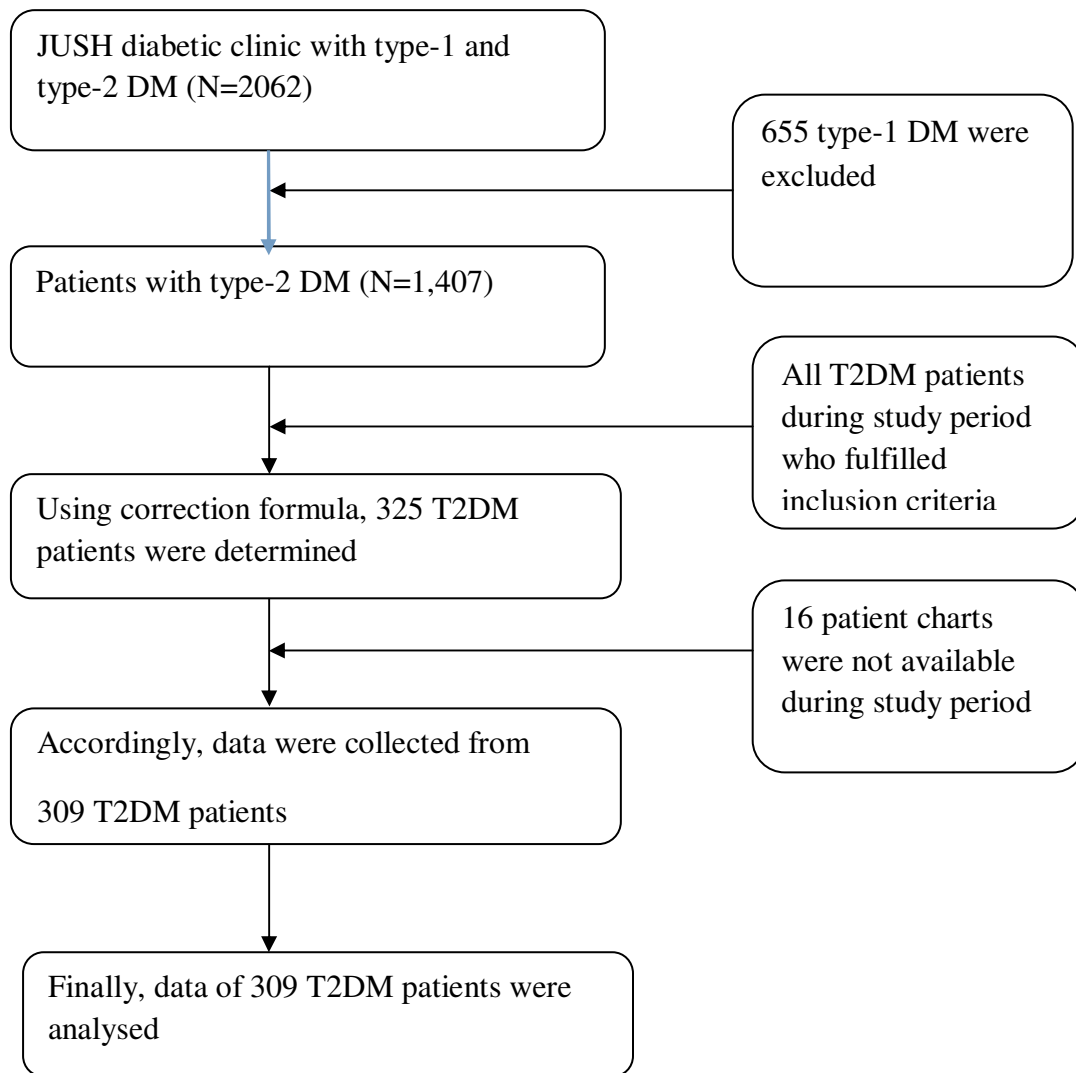 JUSH diabetic clinic with type-1 and
type-2 DM (N=2062)
655 type-1 DM were
excluded
Patients with type-2 DM (N=1,407)
All T2DM patients
during study period
who fulfilled
inclusion criteria
Using correction formula, 325 T2DM
patients were determined
16 patient charts
were not available
during study period
Accordingly, data were collected from
309 T2DM patients
Finally, data of 309 T2DM patients were
analysed